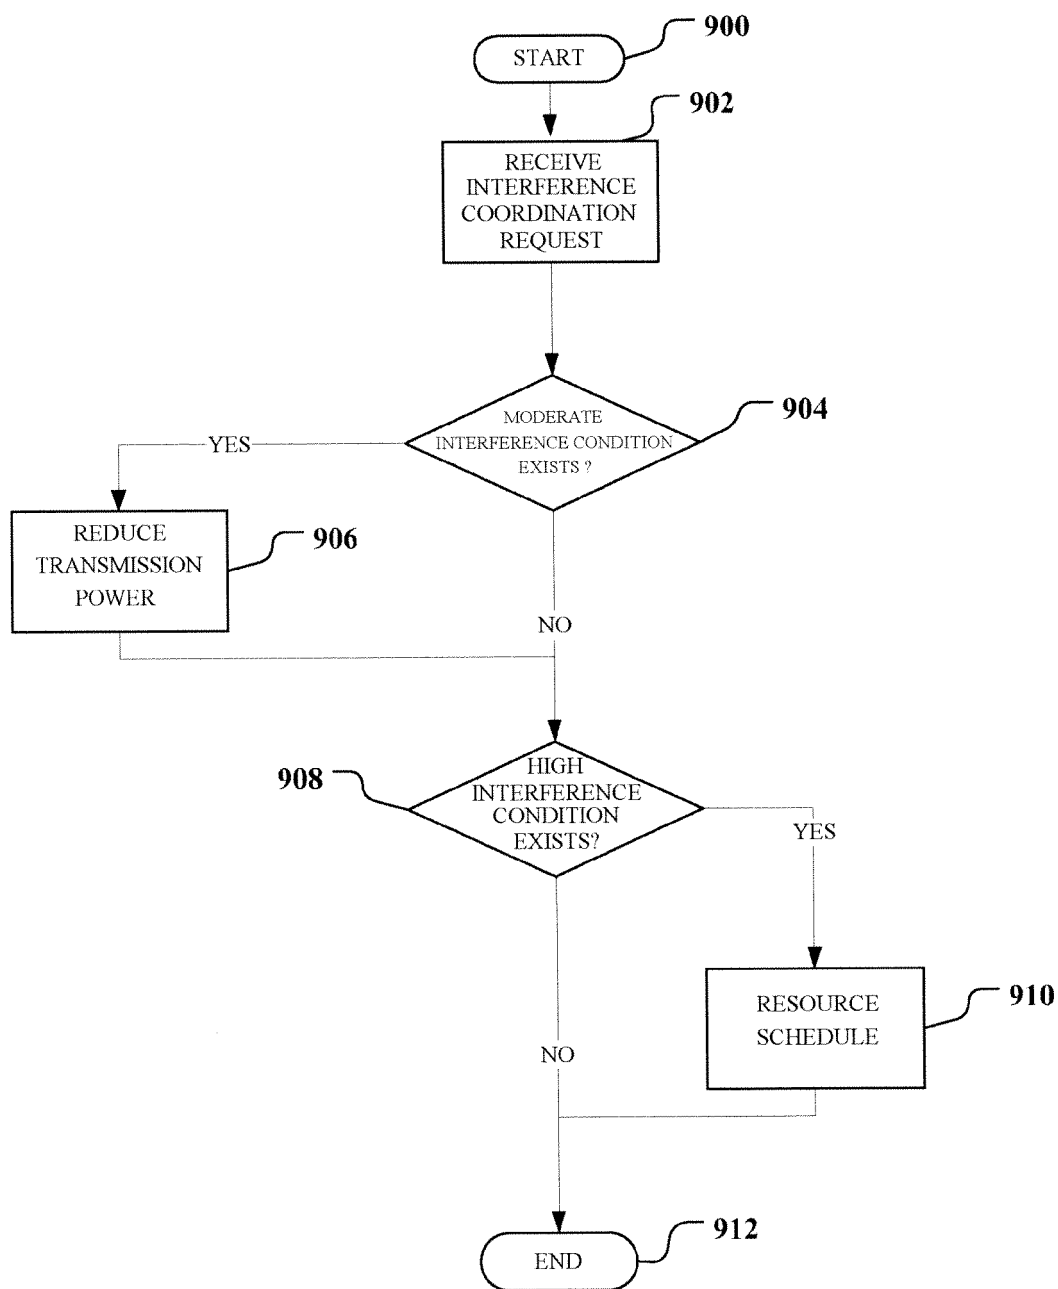 START
900
902
RECEIVE
INTERFERENCE
COORDINATION
REQUEST
904
MODERATE
INTERFERENCE CONDITION
EXISTS ?
YES
REDUCE
TRANSMISSION
POWER
906
NO
908
HIGH
INTERFERENCE
CONDITION
EXISTS?
YES
RESOURCE
SCHEDULE
910
NO
END
912